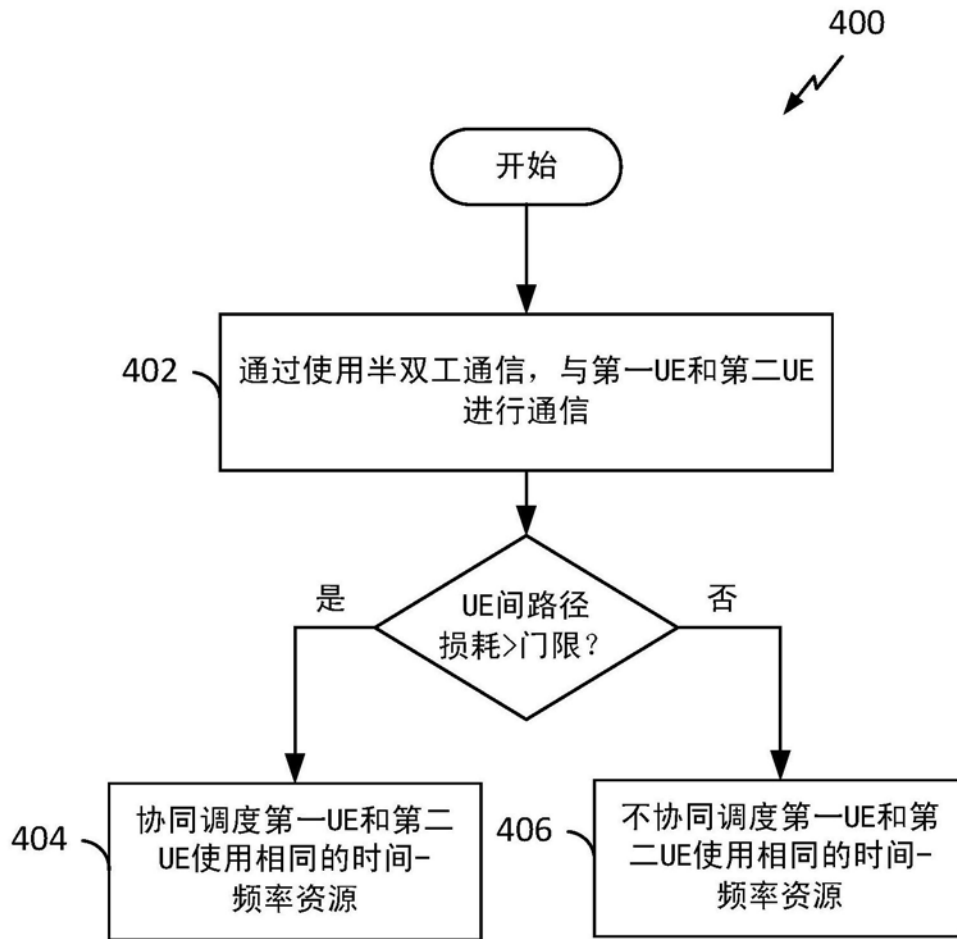 400
开始
402
通过使用半双工通信，与第一UE和第二UE
进行通信
是
UE间路径
损耗>门限？
否
404
协同调度第一UE和第二
UE使用相同的时间-
频率资源
406
不协同调度第一UE和第
二UE使用相同的时间-
频率资源